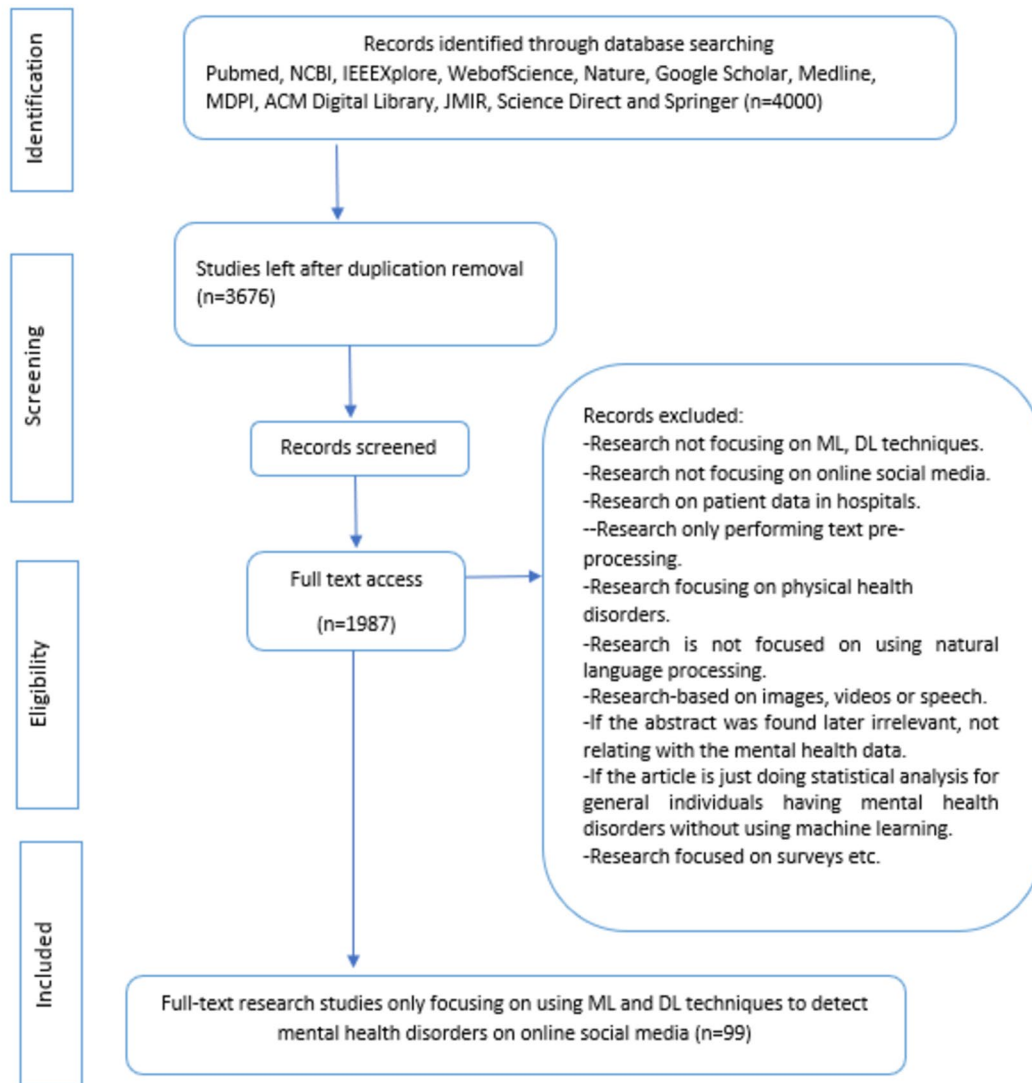 Identification
Records identified through database searching
Pubmed, NCBI, IEEEXplore, WebofScience, Nature, Google Scholar, Medline,
MDPI, ACM Digital Library, JMIR, Science Direct and Springer (n=4000)
Screening
Studies left after duplication removal
(n=3676)
Records screened
Eligibility
Full text access
(n=1987)
Records excluded:
-Research not focusing on ML, DL techniques.
-Research not focusing on online social media.
-Research on patient data in hospitals.
--Research only performing text pre-
processing.
-Research focusing on physical health
disorders.
-Research is not focused on using natural
language processing.
-Research-based on images, videos or speech.
-If the abstract was found later irrelevant, not
relating with the mental health data.
-If the article is just doing statistical analysis for
general individuals having mental health
disorders without using machine learning.
-Research focused on surveys etc.
Included
Full-text research studies only focusing on using ML and DL techniques to detect
mental health disorders on online social media (n=99)